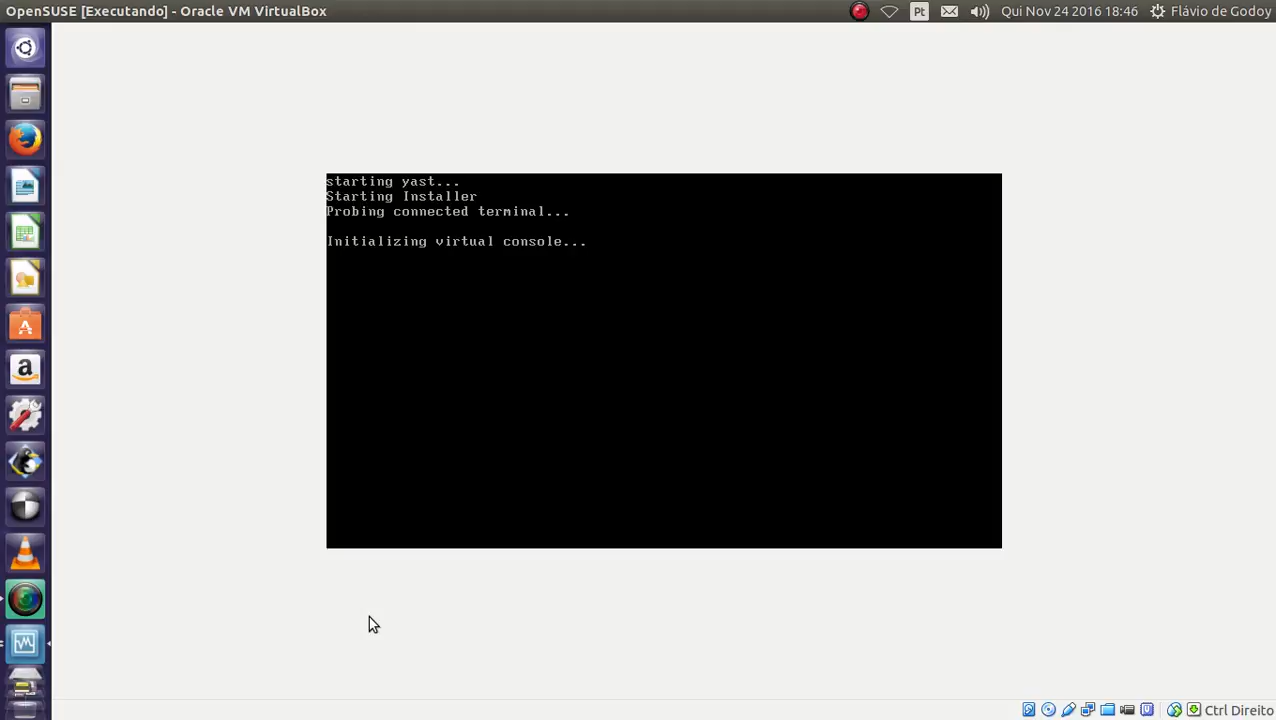 OpenSUSE [Executando] - Oracle VM VirtualBox
Pt
Qui Nov 24 2016 18:46
Flávio de Godoy
starting yast...
Starting Installer
Probing connected terminal...
Initializing virtual console...
Ctrl Direito